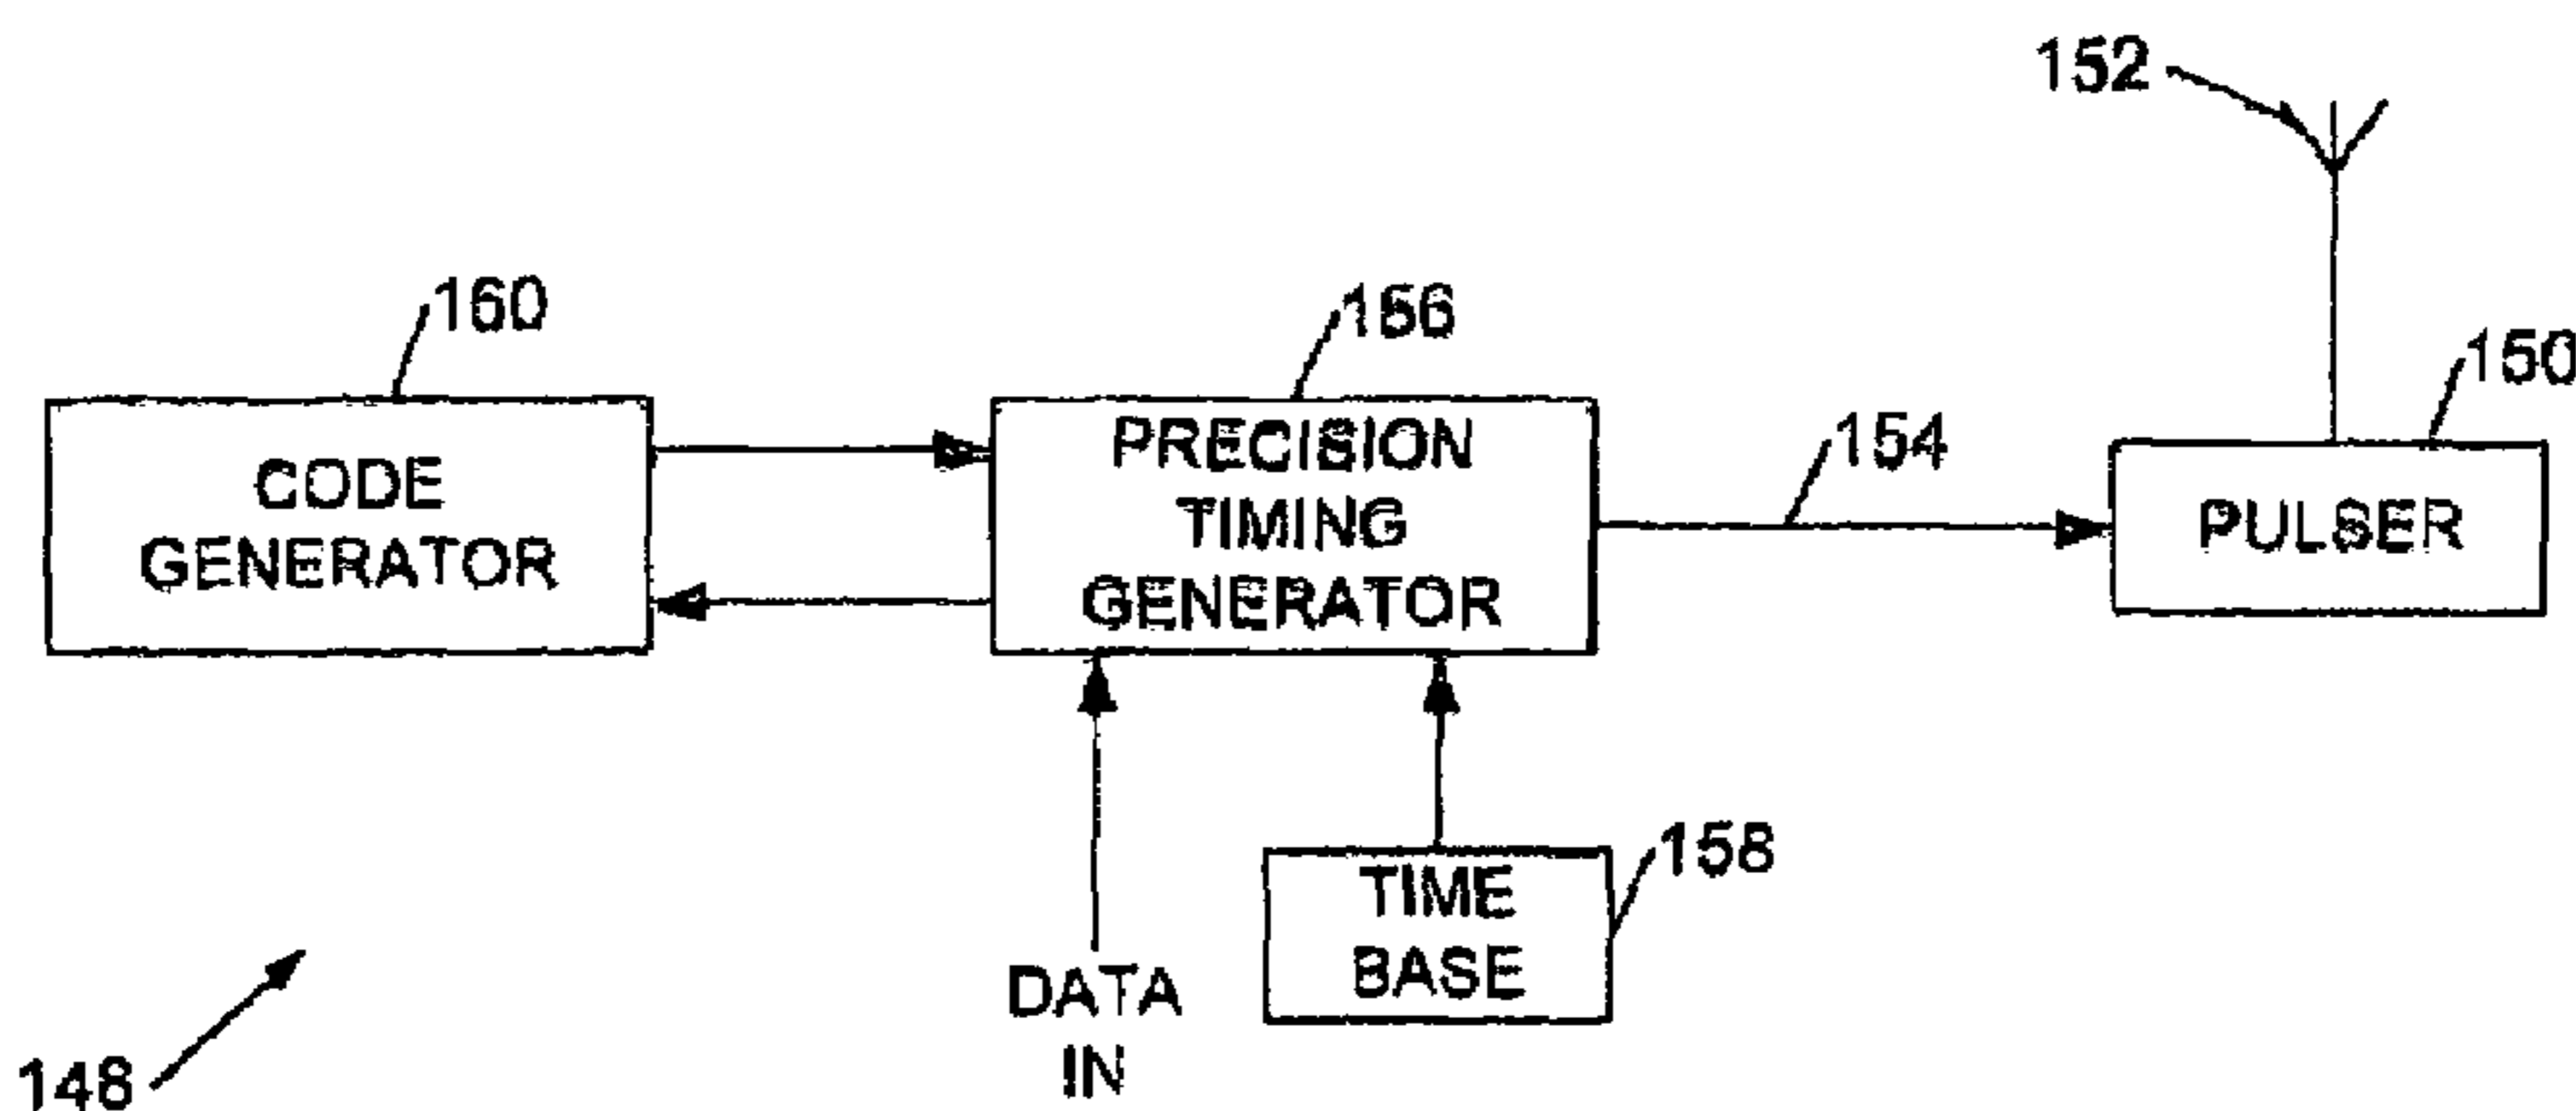 152
160
156
150
CODE
GENERATOR
PRECISION
TIMING
GENERATOR
154
PULSER
158
TIME
BASE
DATA
IN
148